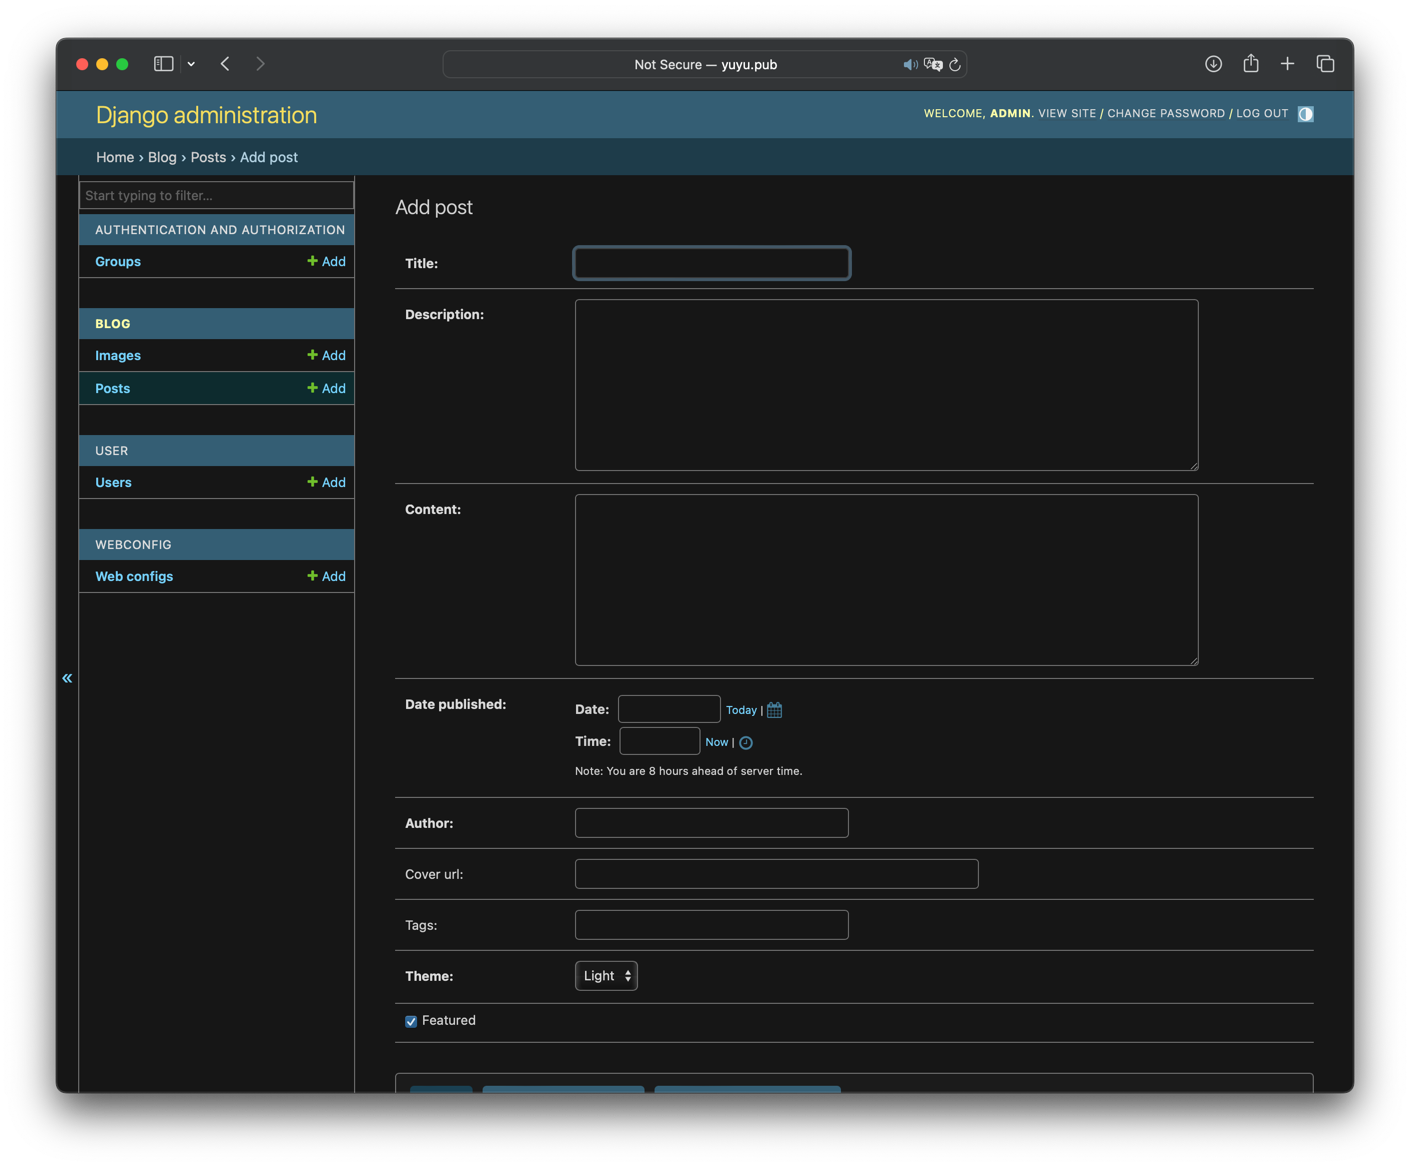 Not Secure — yuyu.pub
Django administration
WELCOME, ADMIN. VIEW SITE / CHANGE PASSWORD / LOG OUT
Home › Blog › Posts › Add post
Start typing to filter...
AUTHENTICATION AND AUTHORIZATION
Groups + Add
BLOG
Images + Add
Posts + Add
USER
Users + Add
WEBCONFIG
Web configs + Add
«
Add post
Title:
Description:
Content:
Date published:
Date: Today |
Time: Now |
Note: You are 8 hours ahead of server time.
Author:
Cover url:
Tags:
Theme: Light
Featured